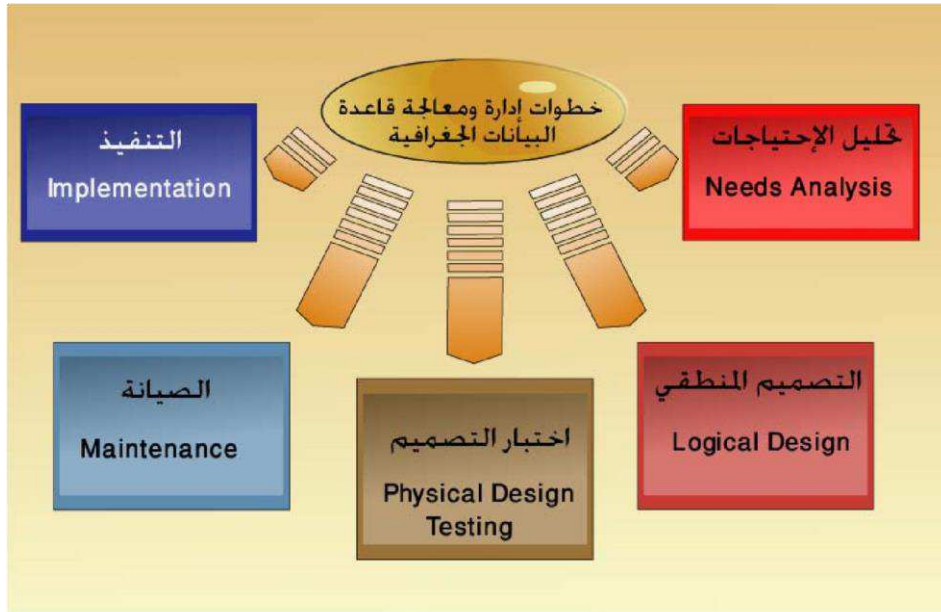 خطوات إدارة ومعالجة قاعدة
البيانات الجغرافية
تحليل الإحتياجات
Needs Analysis
التصميم المنطقي
Logical Design
اختبار التصميم
Physical Design
Testing
الصيانة
Maintenance
التنفيذ
Implementation